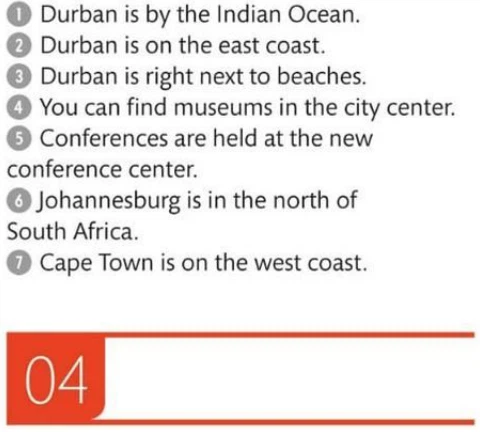 1 Durban is by the Indian Ocean.
2 Durban is on the east coast.
3 Durban is right next to beaches.
4 You can find museums in the city center.
5 Conferences are held at the new
conference center.
6 Johannesburg is in the north of
South Africa.
7 Cape Town is on the west coast.
04